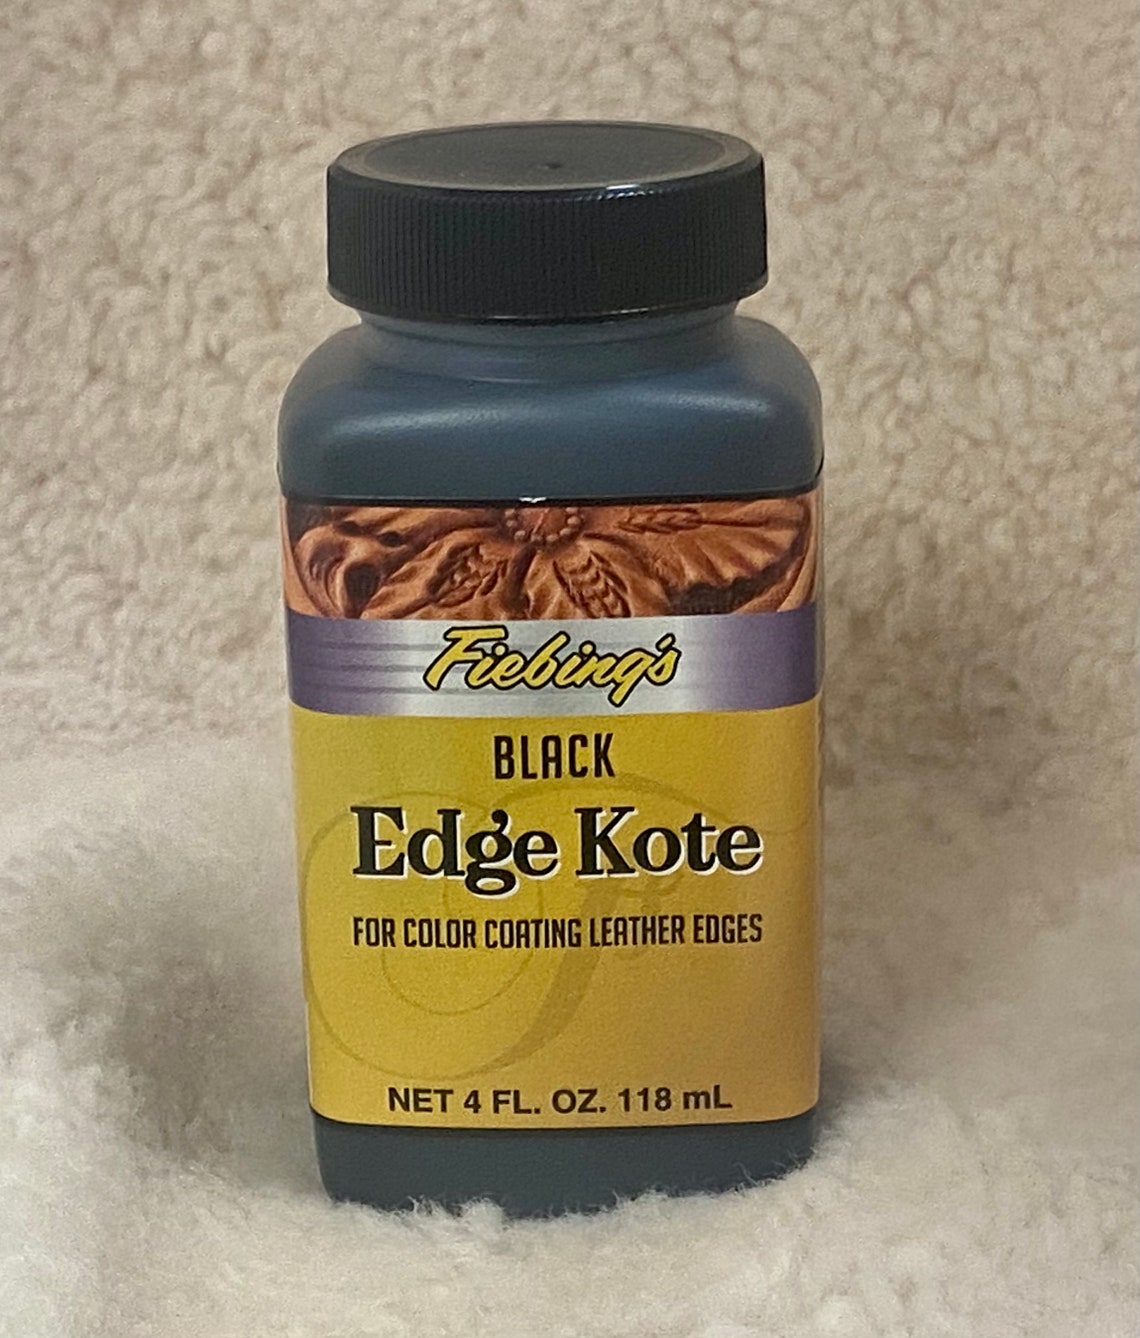 Fiebing's
BLACK
Edge Kote
FOR COLOR COATING LEATHER EDGES
NET 4 FL. OZ. 118 mL